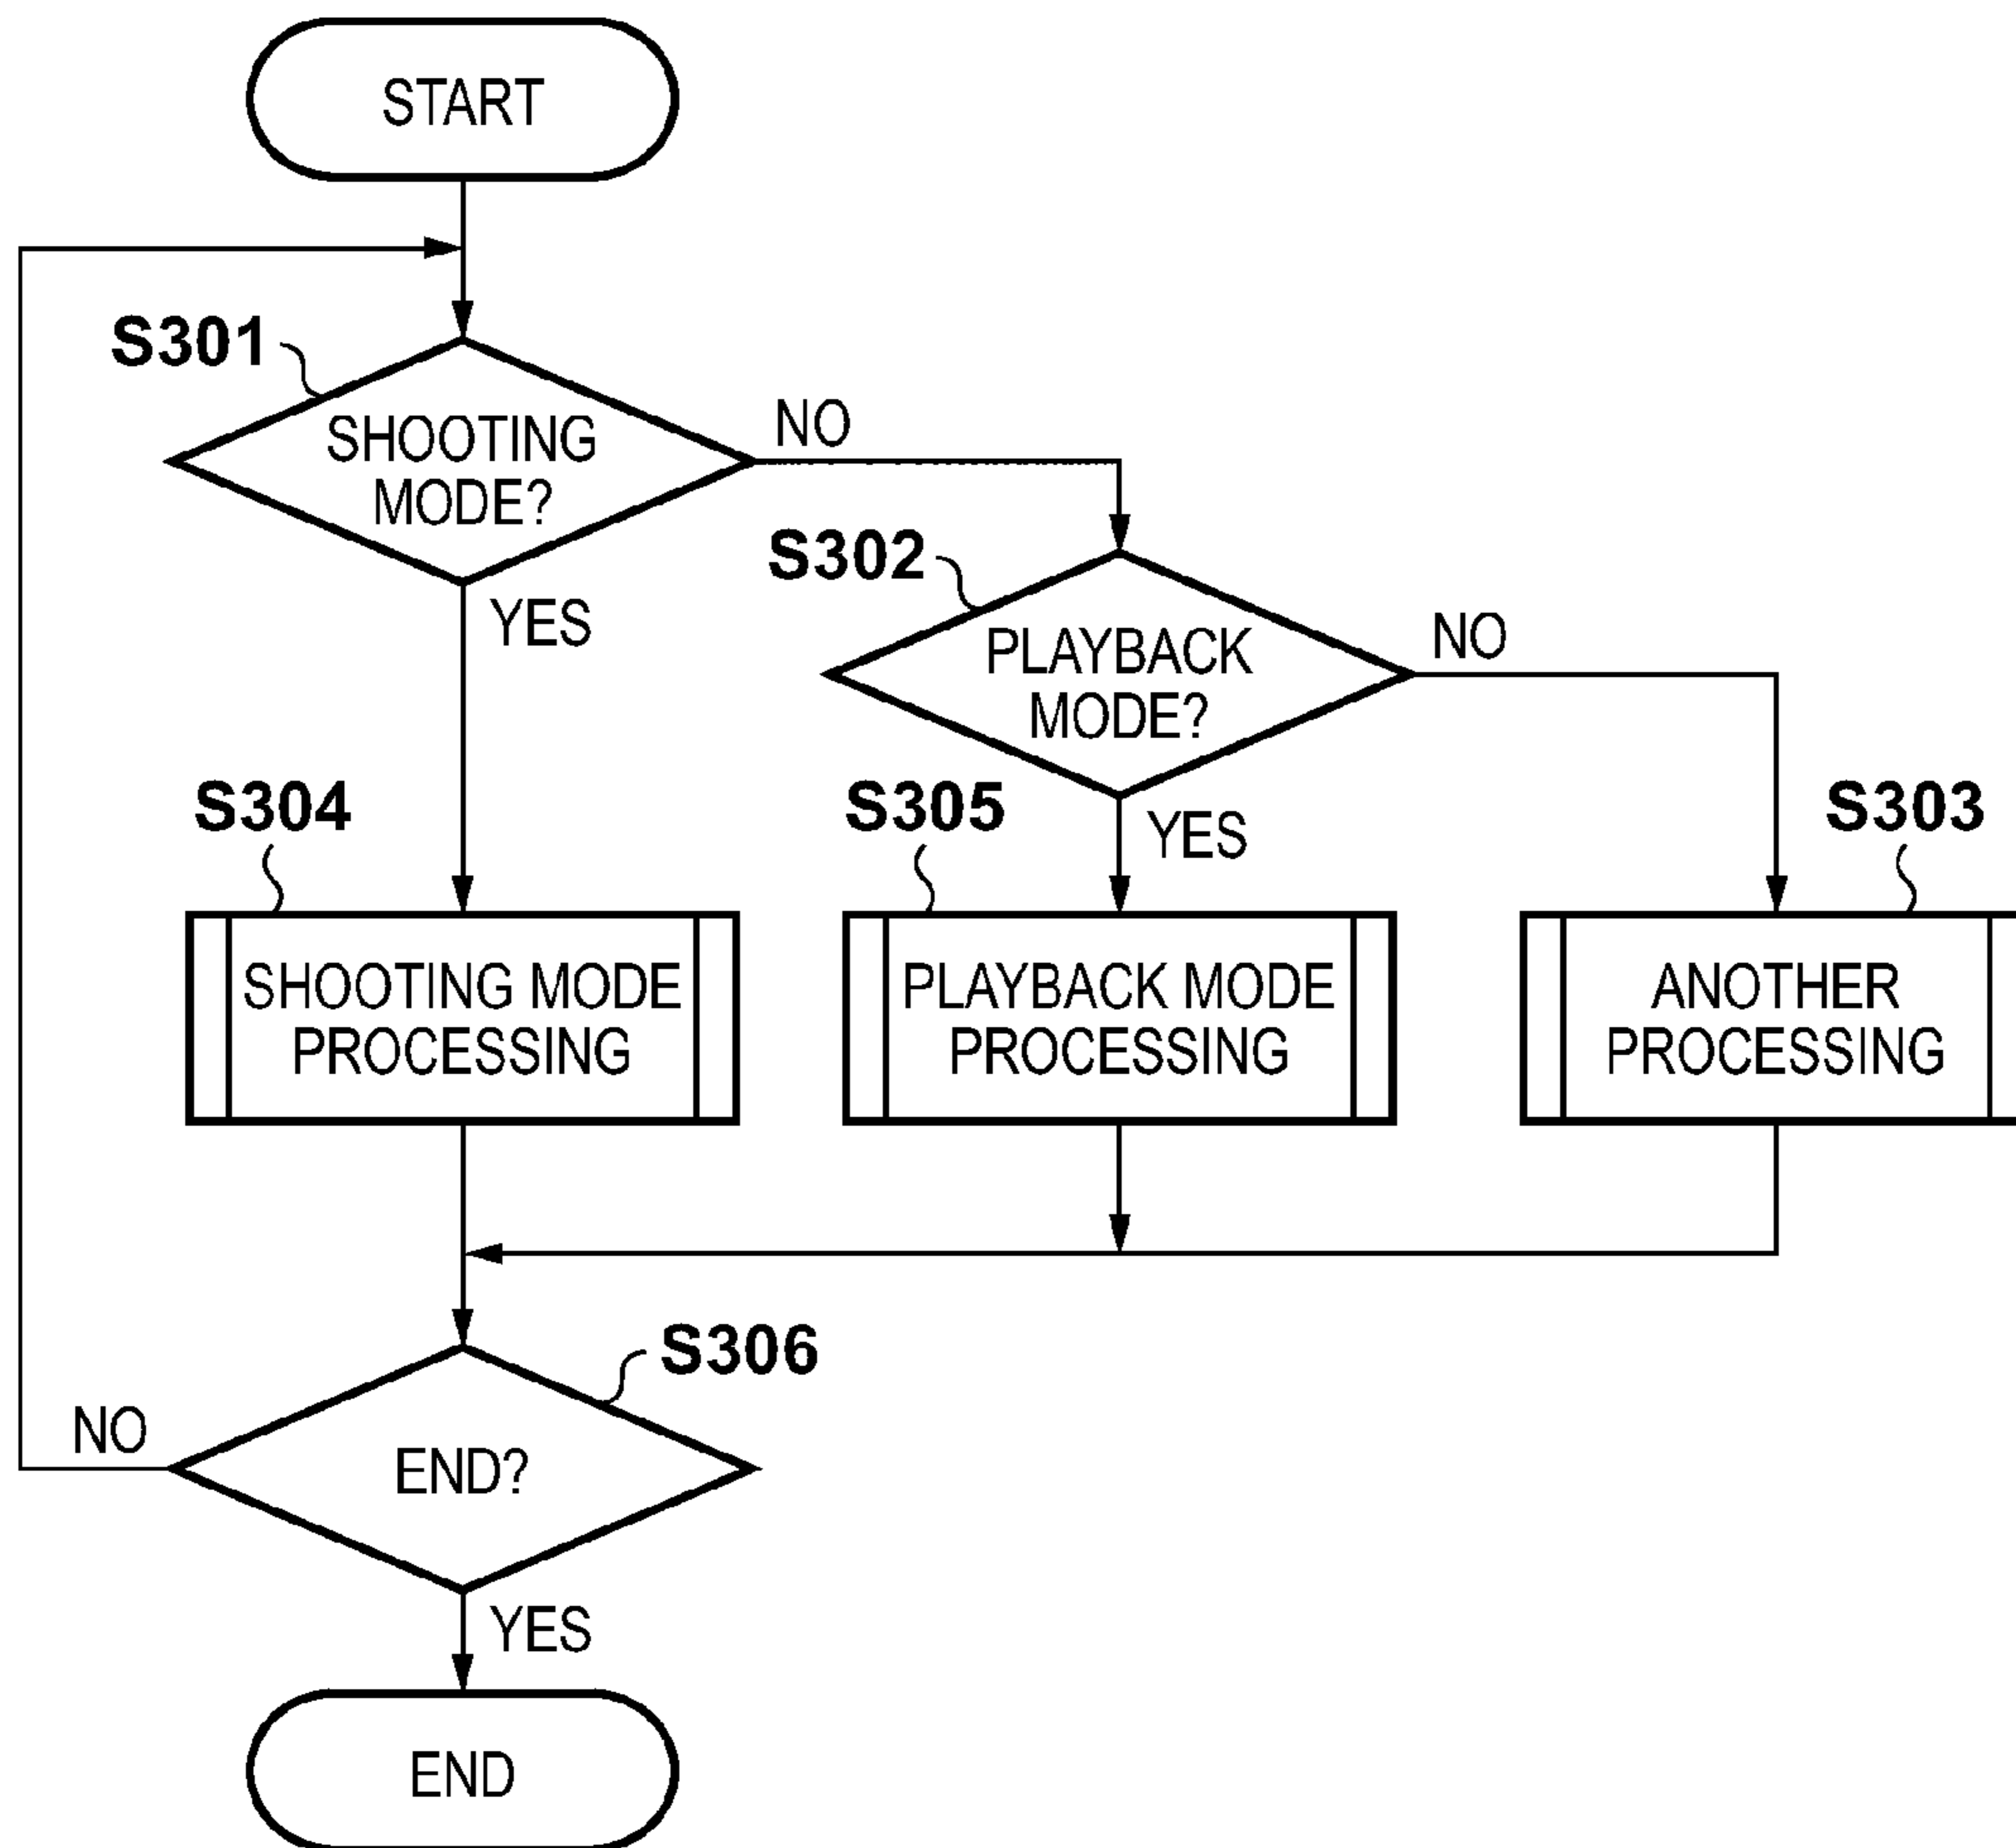 START
S301
SHOOTING
MODE?
NO
YES
S302
PLAYBACK
MODE?
NO
YES
S304
SHOOTING MODE
PROCESSING
S305
PLAYBACK MODE
PROCESSING
S303
ANOTHER
PROCESSING
S306
END?
NO
YES
END